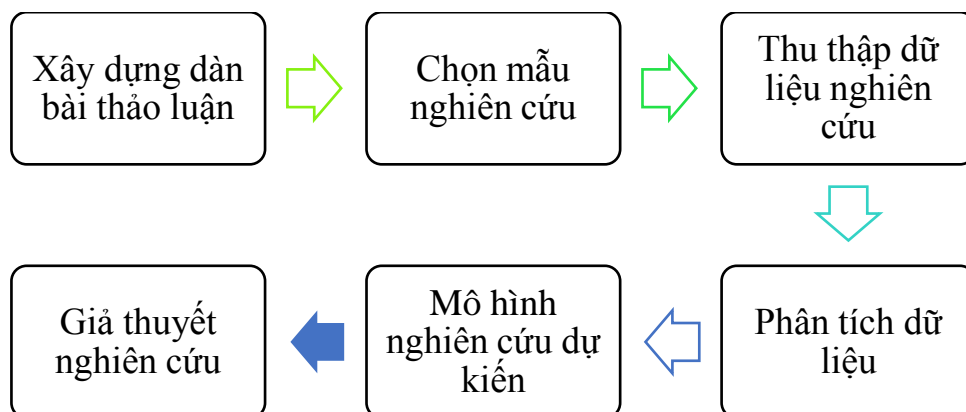 Xây dựng dàn
bài thảo luận
Chọn mẫu
nghiên cứu
Thu thập dữ
liệu nghiên
cứu
Phân tích dữ
liệu
Mô hình
nghiên cứu dự
kiến
Giả thuyết
nghiên cứu